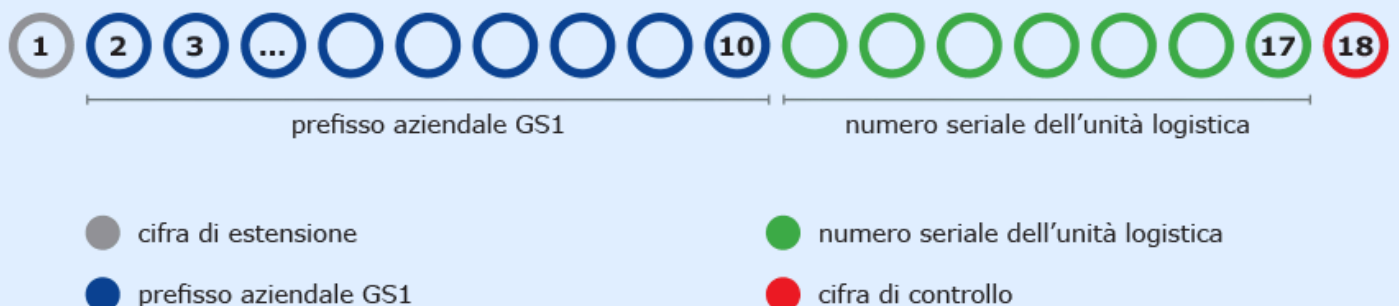 1 2 3 ... 10 17 18
prefisso aziendale GS1 numero seriale dell'unità logistica
cifra di estensione numero seriale dell'unità logistica
prefisso aziendale GS1 cifra di controllo